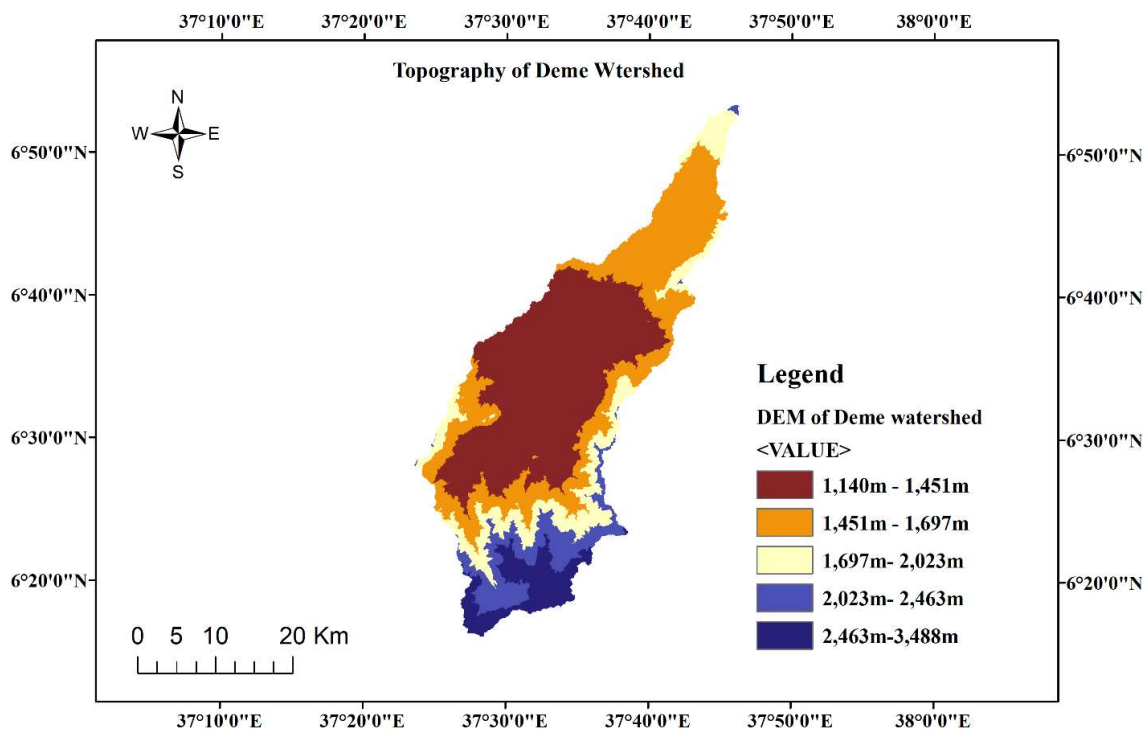 37°10'0"E 37°20'0"E 37°30'0"E 37°40'0"E 37°50'0"E 38°0'0"E
Topography of Deme Wtershed
N
W E
S
6°50'0"N 6°50'0"N
6°40'0"N 6°40'0"N
Legend
DEM of Deme watershed
6°30'0"N 6°30'0"N
<VALUE>
1,140m - 1,451m
1,451m - 1,697m
1,697m- 2,023m
6°20'0"N 6°20'0"N
2,023m- 2,463m
2,463m-3,488m
0 5 10 20 Km
37°10'0"E 37°20'0"E 37°30'0"E 37°40'0"E 37°50'0"E 38°0'0"E